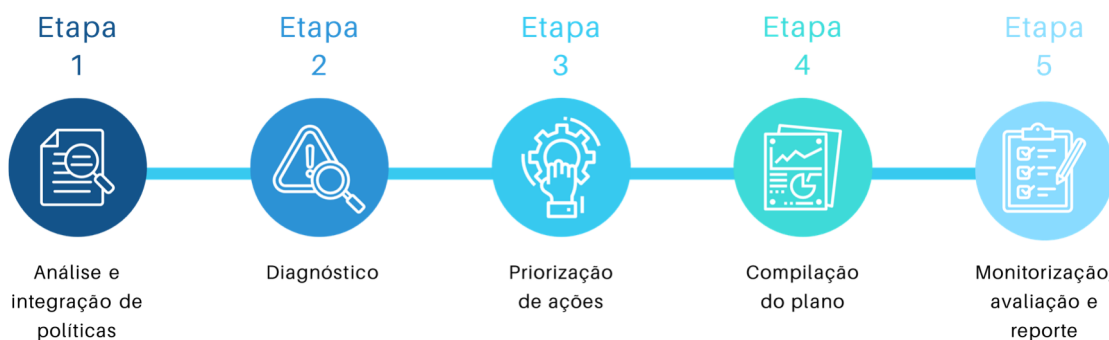 Etapa
1
Etapa
2
Etapa
3
Etapa
4
Etapa
5
Análise e
integração de
políticas
Diagnóstico
Priorização
de ações
Compilação
do plano
Monitorização,
avaliação e
reporte